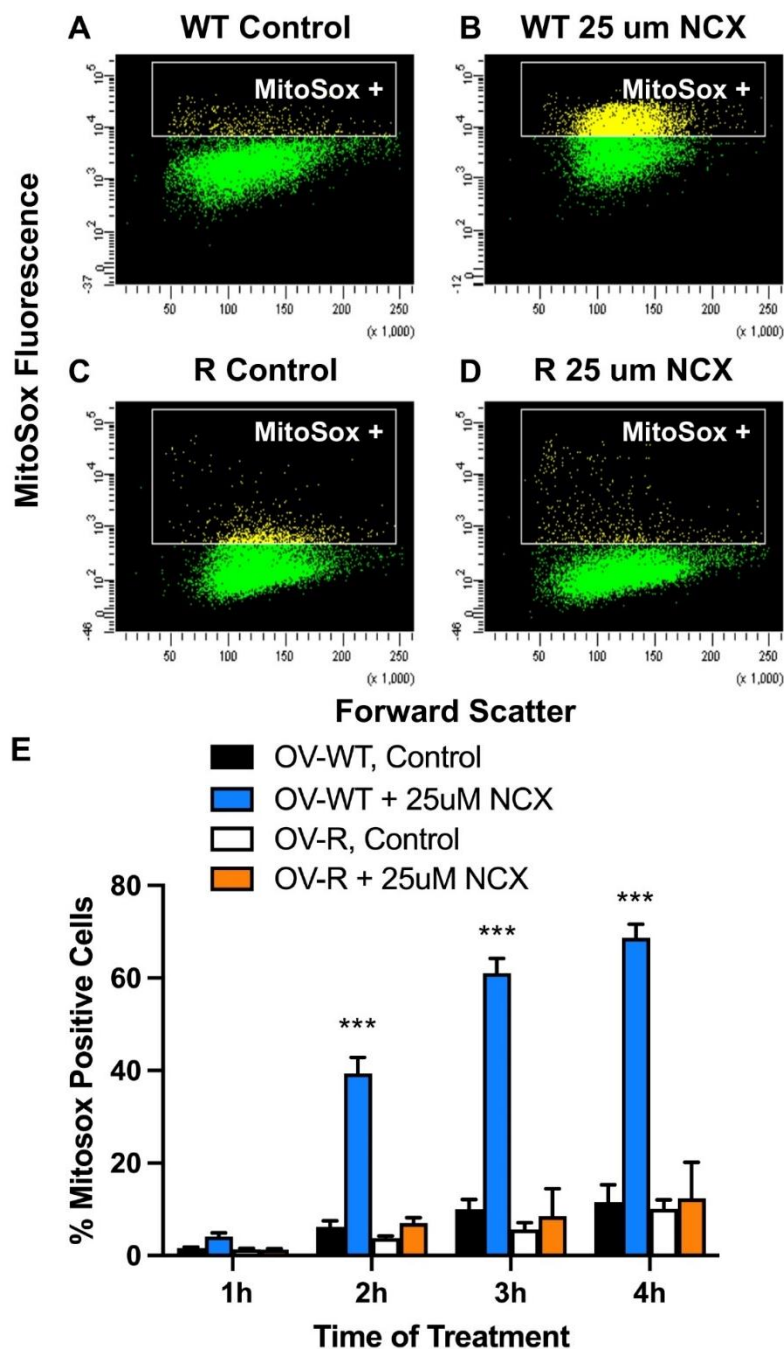 A WT Control
B WT 25 um NCX
MitoSox +
MitoSox +
10^5
10^4
10^3
10^2
0
-37
10^5
10^4
10^3
10^2
0
-12
50 100 150 200 250
(x 1,000)
50 100 150 200 250
(x 1,000)
MitoSox Fluorescence
C R Control
D R 25 um NCX
MitoSox +
MitoSox +
10^5
10^4
10^3
10^2
0
-46
10^5
10^4
10^3
10^2
0
-46
50 100 150 200 250
(x 1,000)
50 100 150 200 250
(x 1,000)
Forward Scatter
E
OV-WT, Control
OV-WT + 25uM NCX
OV-R, Control
OV-R + 25uM NCX
% Mitosox Positive Cells
80
60
40
20
0
***
***
***
1h 2h 3h 4h
Time of Treatment